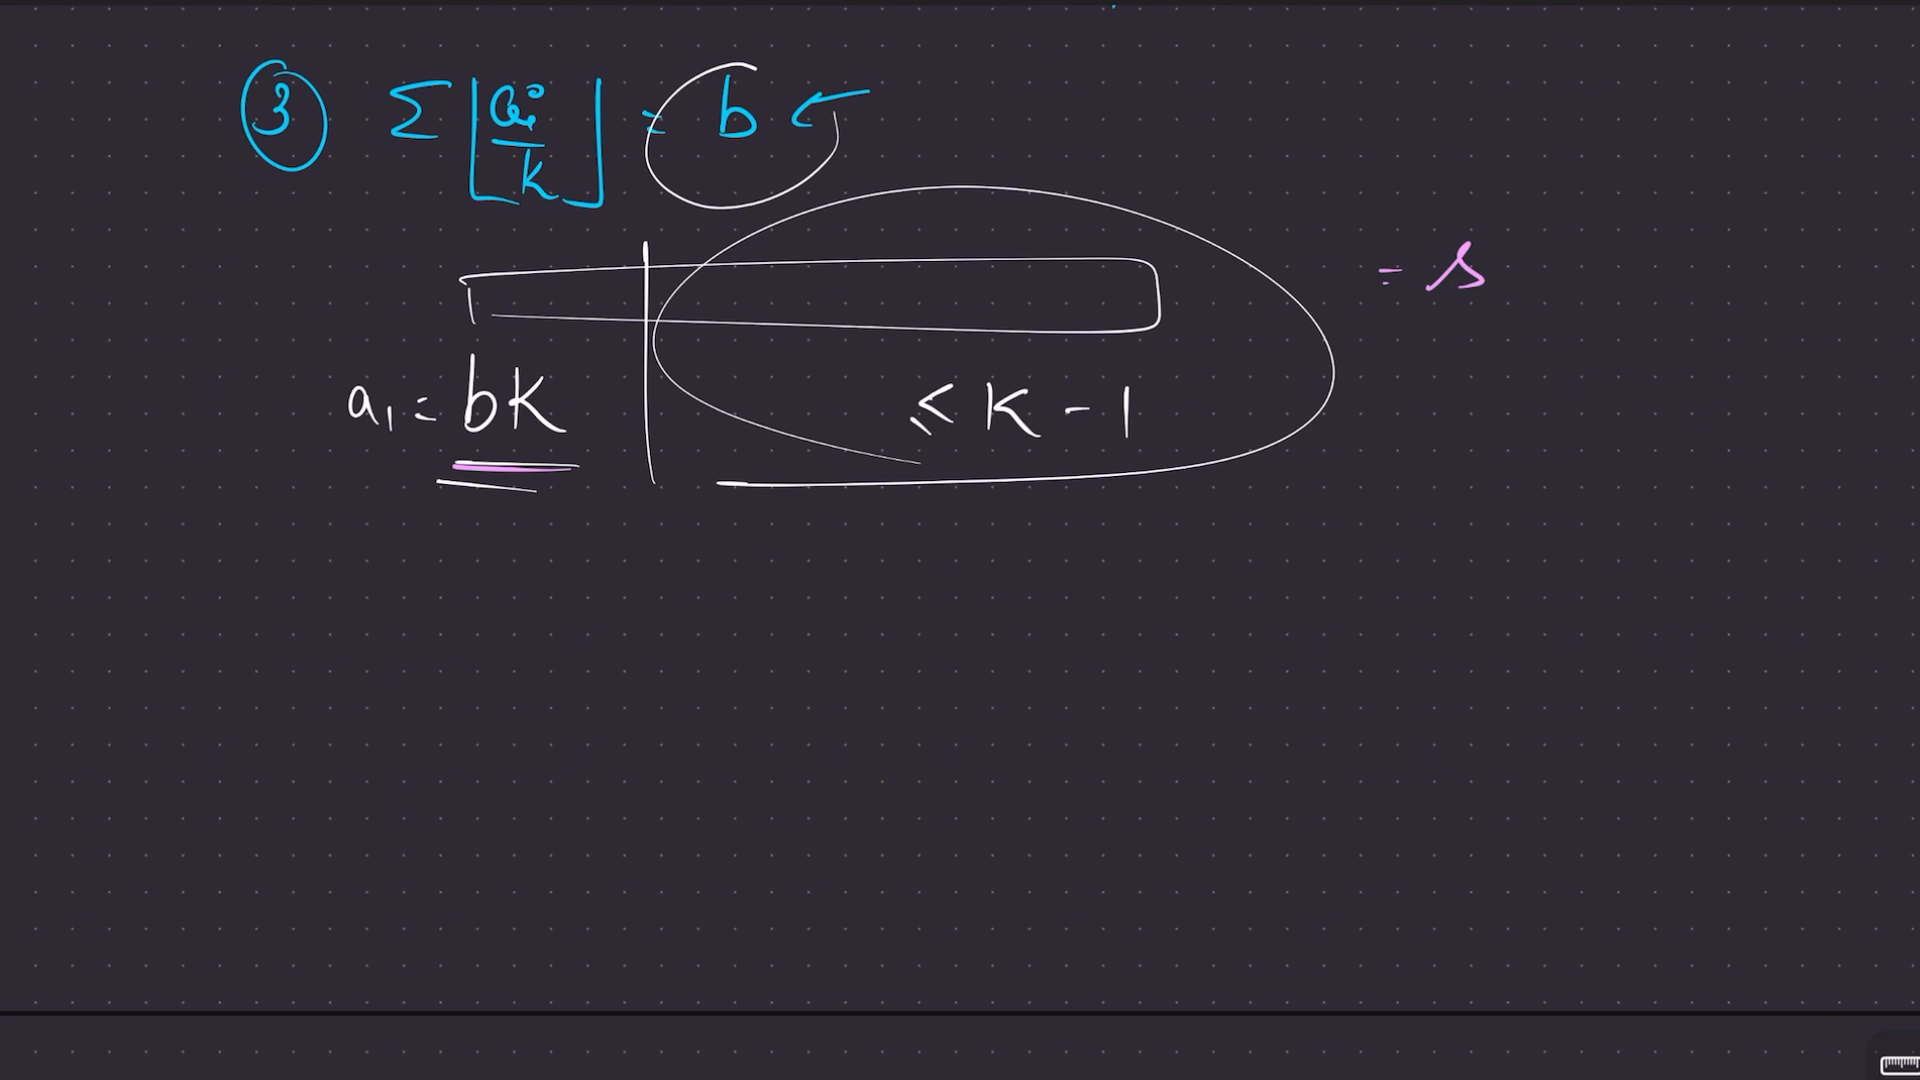 ③ Σ ⌊aᵢ/k⌋ = b ←
= s
a₁ = bk ≤ k - 1